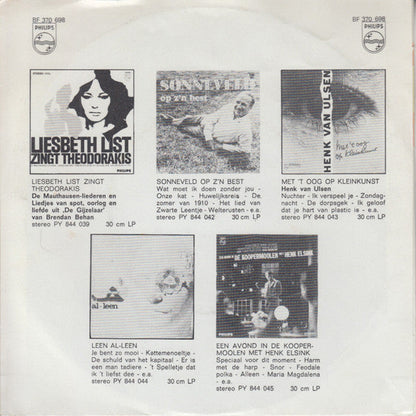 BF 370 698
PHILIPS
BF 370 698
PHILIPS
LIESBETH LIST
ZINGT THEODORAKIS
PHILIPS
SONNEVELD
op z'n best
HENK VAN ULSEN
met 't oog
op kleinkunst
LIESBETH LIST ZINGT
THEODORAKIS
De Mauthausen-liederen en
Liedjes van spot, oorlog en
liefde uit 'De Gijzelaar'
van Brendan Behan
stereo PY 844 039 30 cm LP
SONNEVELD OP Z'N BEST
Wat moet ik doen zonder jou -
Onze kat - Huwelijksreis - De
zomer van 1910 - Het lied van
Zwarte Leentje - Welterusten - e.a.
stereo PY 844 042 30 cm LP
MET 'T OOG OP KLEINKUNST
Henk van Ulsen
Nuchter - Ik verspeel je - Zondag-
nacht - De dorpsgek - Ik geloof
dat je hart van plastic is - e.a.
stereo PY 844 043 30 cm LP
al-leen
DE KOOPERMOOLEN MET HENK ELSINK
LEEN AL-LEEN
Je bent zo mooi - Kattemenoeltje -
De schuld van het kapitaal - Er is
een man tadiere - 't Spelletje dat
ik 't liefst dee - e.a.
stereo PY 844 044 30 cm LP
EEN AVOND IN DE KOOPER-
MOOLEN MET HENK ELSINK
Speciaal voor dit moment - Harm
met de harp - Snor - Feodale
polka - Alleen - Maria Magdalena
- e.a.
stereo PY 844 045 30 cm LP